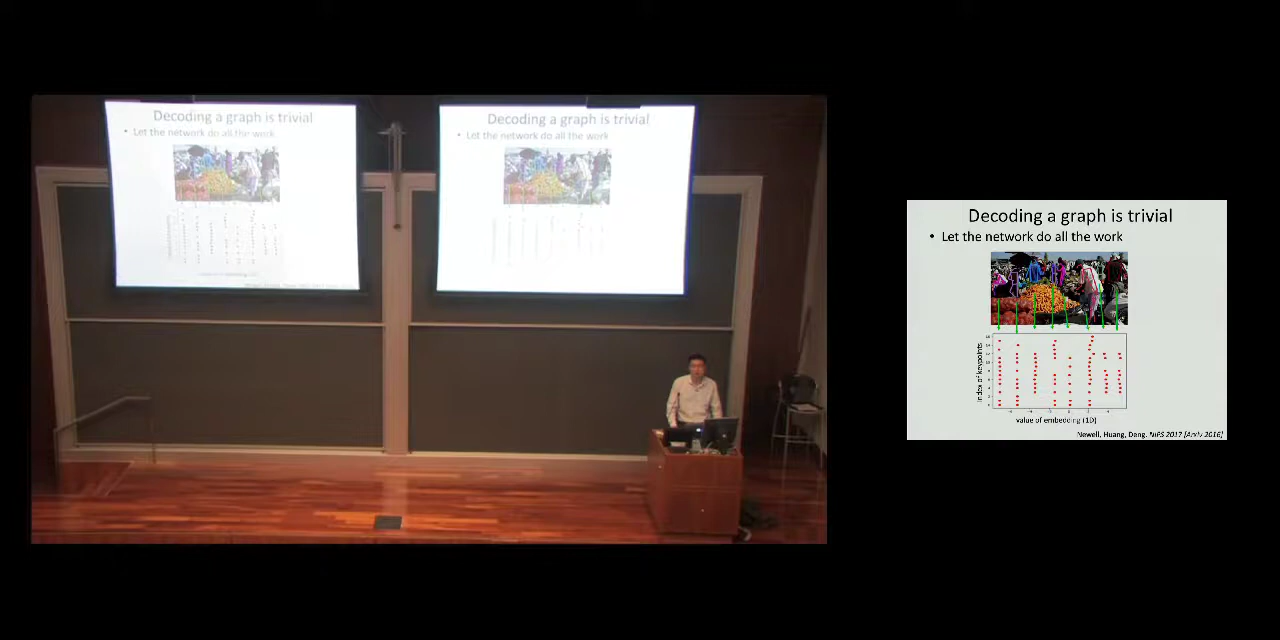 Decoding a graph is trivial
• Let the network do all the work
Decoding a graph is trivial
• Let the network do all the work
Decoding a graph is trivial
• Let the network do all the work
Index of keypoints
value of embedding (1D)
Newell, Huang, Deng. NIPS 2017 [Arxiv 2016]